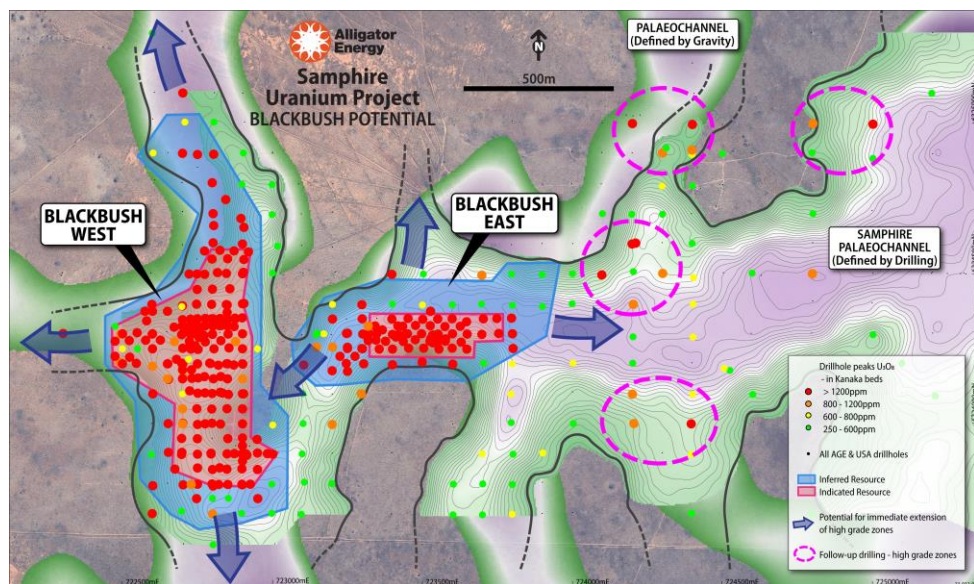 Alligator
Energy
Samphire
Uranium Project
BLACKBUSH POTENTIAL
N
500m
PALAEOCHANNEL
(Defined by Gravity)
BLACKBUSH
WEST
BLACKBUSH
EAST
SAMPHIRE
PALAEOCHANNEL
(Defined by Drilling)
Drillhole peaks U₃O₈
- in Kanaka beds
> 1200ppm
800 - 1200ppm
600 - 800ppm
250 - 600ppm
All AGE & USA drillholes
Inferred Resource
Indicated Resource
Potential for immediate extension
of high grade zones
Follow-up drilling - high grade zones
722500mE
723000mE
723500mE
724000mE
724500mE
725000mE